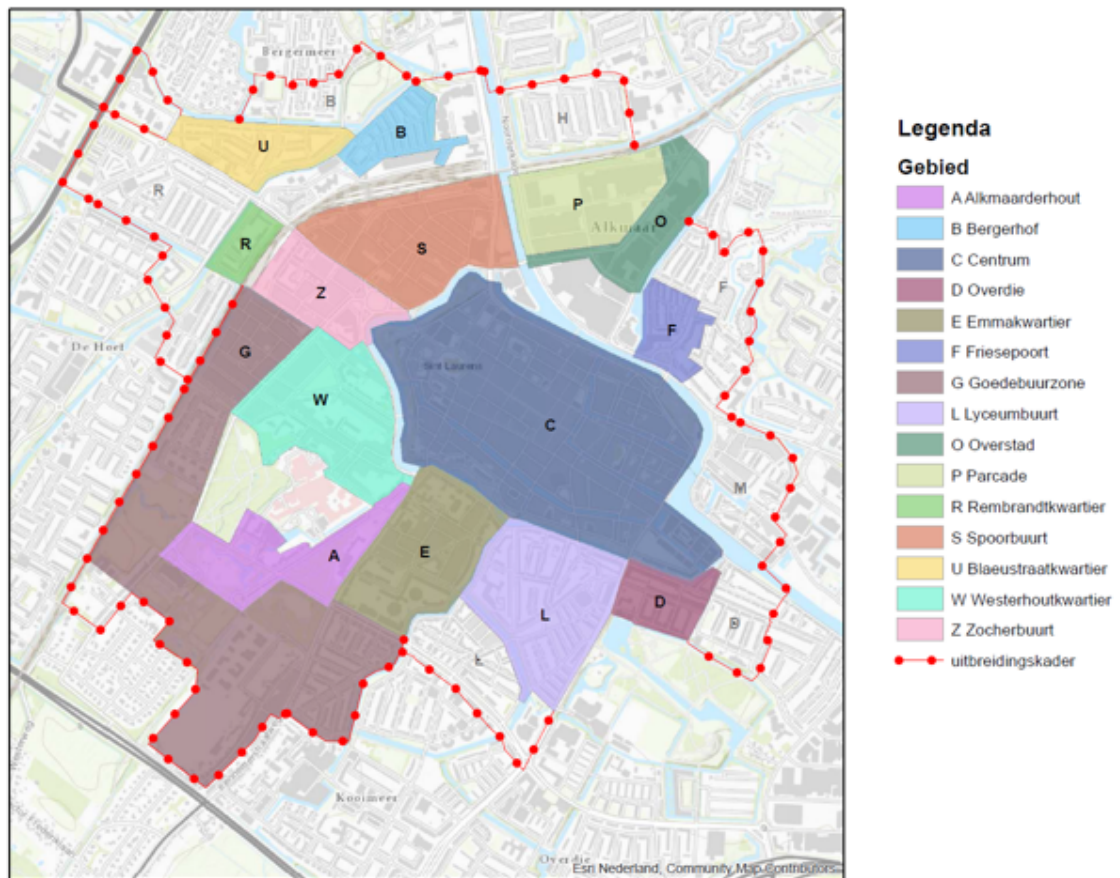 Bergermeer
B
H
U
B
R
P
Alkmaar
O
R
S
Z
F
De Hoef
G
F
Sint Laurens
W
C
M
A
E
D
B
L
Kooimeer
Overdie
Esri Nederland, Community Map Contributors
Legenda
Gebied
A Alkmaarderhout
B Bergerhof
C Centrum
D Overdie
E Emmakwartier
F Friesepoort
G Goedebuurzone
L Lyceumbuurt
O Overstad
P Parcade
R Rembrandtkwartier
S Spoorbuurt
U Blaeustraatkwartier
W Westerhoutkwartier
Z Zocherbuurt
uitbreidingskader